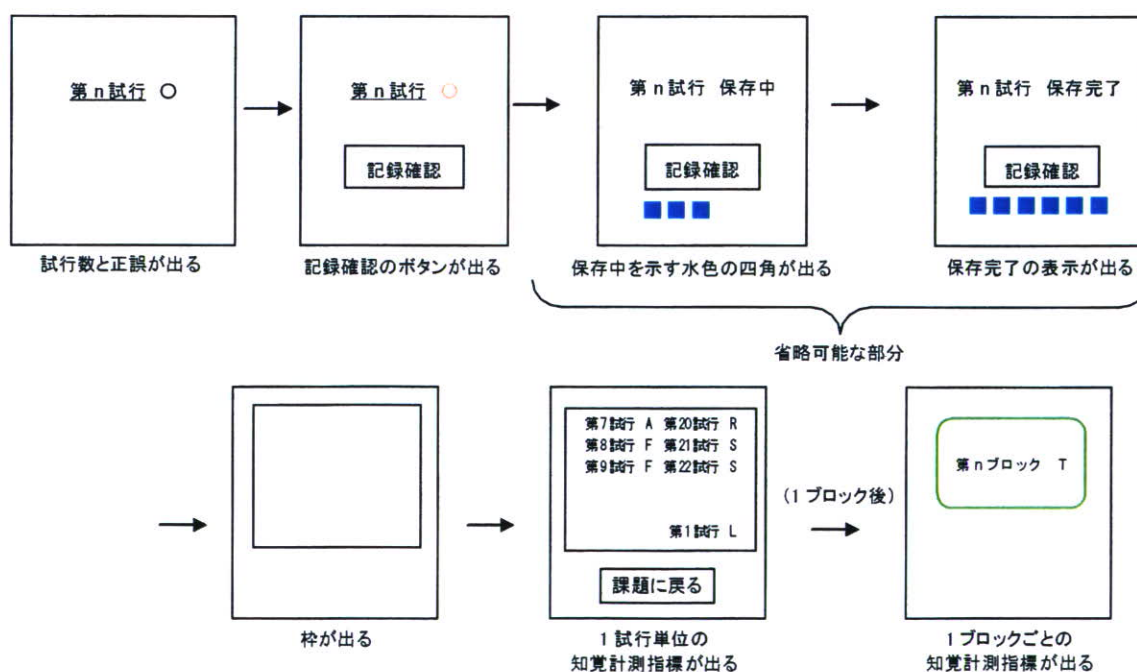 第n試行 ○
試行数と正誤が出る
第n試行 ○
記録確認
記録確認のボタンが出る
第n試行 保存中
記録確認
保存中を示す水色の四角が出る
第n試行 保存完了
記録確認
保存完了の表示が出る
省略可能な部分
枠が出る
第7試行 A 第20試行 R
第8試行 F 第21試行 S
第9試行 F 第22試行 S
第1試行 L
課題に戻る
1試行単位の
知覚計測指標が出る
(1ブロック後)
第nブロック T
1ブロックごとの
知覚計測指標が出る